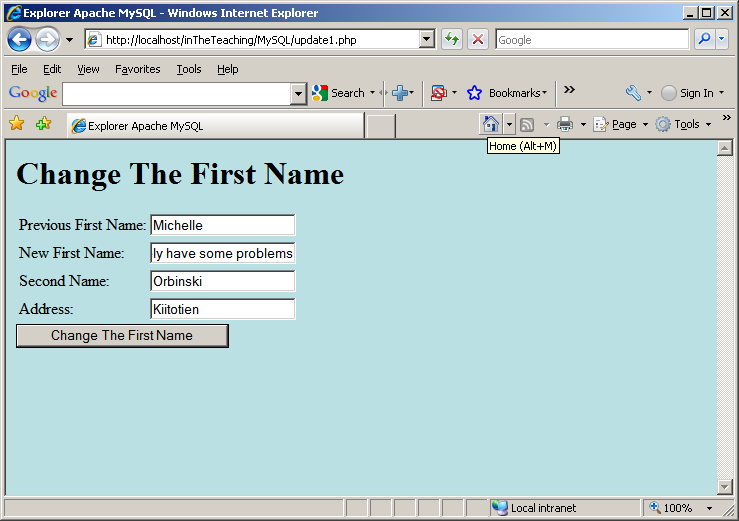 Explorer Apache MySQL - Windows Internet Explorer
http://localhost/inTheTeaching/MySQL/update1.php Google
File Edit View Favorites Tools Help
Google Search Bookmarks Sign In
Explorer Apache MySQL Page Tools
Home (Alt+M)
Change The First Name
Previous First Name: Michelle
New First Name: ly have some problems
Second Name: Orbinski
Address: Kiitotien
Change The First Name
Local intranet 100%